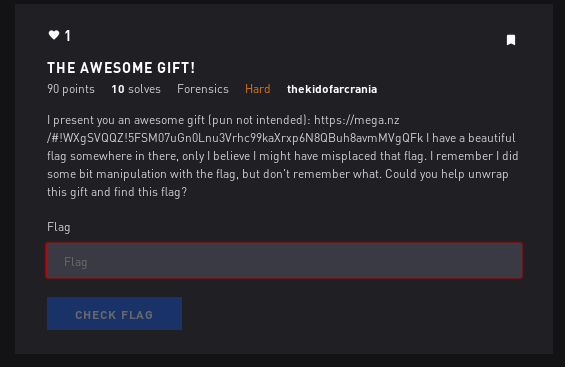 1
THE AWESOME GIFT!
90 points 10 solves Forensics Hard thekidofarcrania
I present you an awesome gift (pun not intended): https://mega.nz
/#!WXgSVQQZ!5FSM07uGn0Lnu3Vrhc99kaXrxp6N8QBuh8avmMVgQFk I have a beautiful
flag somewhere in there, only I believe I might have misplaced that flag. I remember I did
some bit manipulation with the flag, but don't remember what. Could you help unwrap
this gift and find this flag?
Flag
Flag
CHECK FLAG